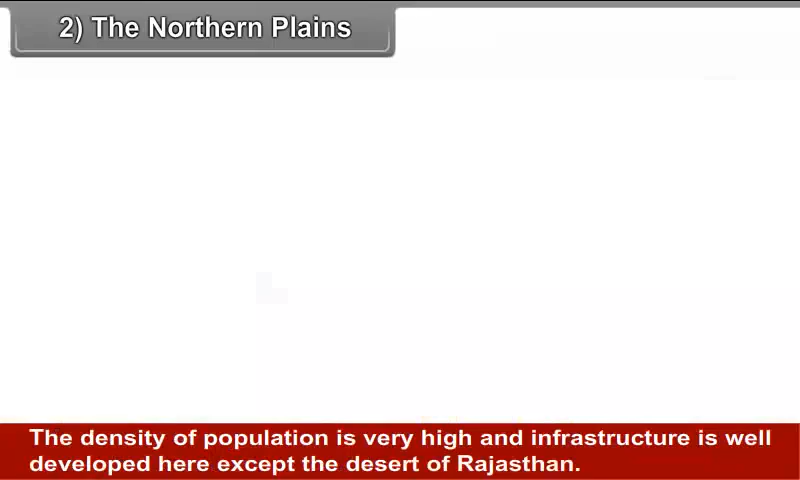 2) The Northern Plains
The density of population is very high and infrastructure is well
developed here except the desert of Rajasthan.